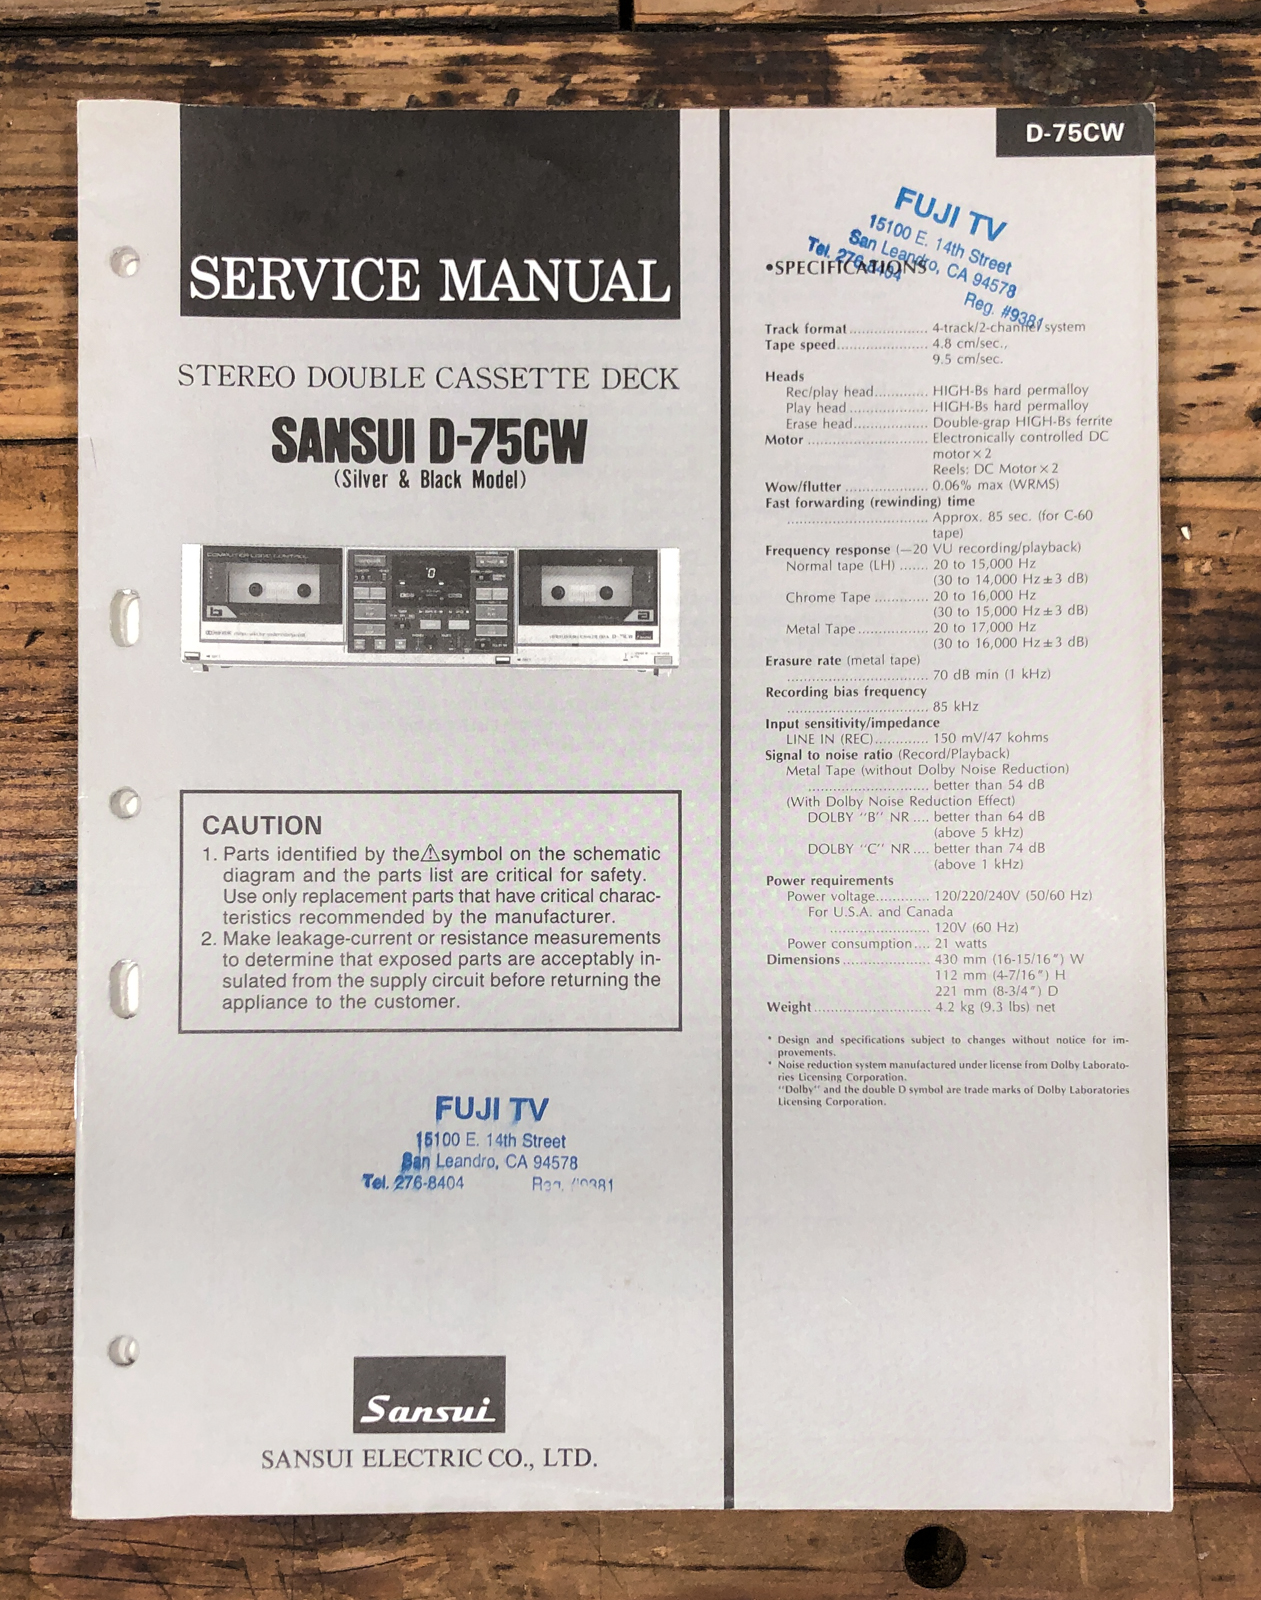 SERVICE MANUAL
STEREO DOUBLE CASSETTE DECK
SANSUI D-75CW
(Silver & Black Model)
COMPUTER LOGIC CONTROL
CAUTION
1. Parts identified by the⚠symbol on the schematic
diagram and the parts list are critical for safety.
Use only replacement parts that have critical charac-
teristics recommended by the manufacturer.
2. Make leakage-current or resistance measurements
to determine that exposed parts are acceptably in-
sulated from the supply circuit before returning the
appliance to the customer.
FUJI TV
15100 E. 14th Street
San Leandro, CA 94578
Tel. 276-8404 Reg. #9381
Sansui
SANSUI ELECTRIC CO., LTD.
D-75CW
FUJI TV
15100 E. 14th Street
San Leandro, CA 94578
Tel. 276-8404 Reg. #9381
•SPECIFICATIONS
Track format .................... 4-track/2-channel system
Tape speed ....................... 4.8 cm/sec.,
9.5 cm/sec.
Heads
Rec/play head ............. HIGH-Bs hard permalloy
Play head .................... HIGH-Bs hard permalloy
Erase head ................... Double-grap HIGH-Bs ferrite
Motor ............................... Electronically controlled DC
motor × 2
Reels: DC Motor × 2
Wow/flutter ..................... 0.06% max (WRMS)
Fast forwarding (rewinding) time
.................................... Approx. 85 sec. (for C-60
tape)
Frequency response (—20 VU recording/playback)
Normal tape (LH) ....... 20 to 15,000 Hz
(30 to 14,000 Hz ± 3 dB)
Chrome Tape .............. 20 to 16,000 Hz
(30 to 15,000 Hz ± 3 dB)
Metal Tape .................. 20 to 17,000 Hz
(30 to 16,000 Hz ± 3 dB)
Erasure rate (metal tape)
.................................... 70 dB min (1 kHz)
Recording bias frequency
.................................... 85 kHz
Input sensitivity/impedance
LINE IN (REC) ............. 150 mV/47 kohms
Signal to noise ratio (Record/Playback)
Metal Tape (without Dolby Noise Reduction)
.................................... better than 54 dB
(With Dolby Noise Reduction Effect)
DOLBY "B" NR .... better than 64 dB
(above 5 kHz)
DOLBY "C" NR .... better than 74 dB
(above 1 kHz)
Power requirements
Power voltage ............. 120/220/240V (50/60 Hz)
For U.S.A. and Canada
......................... 120V (60 Hz)
Power consumption .... 21 watts
Dimensions ...................... 430 mm (16-15/16") W
112 mm (4-7/16") H
221 mm (8-3/4") D
Weight .............................. 4.2 kg (9.3 lbs) net
* Design and specifications subject to changes without notice for im-
provements.
* Noise reduction system manufactured under license from Dolby Laborato-
ries Licensing Corporation.
"Dolby" and the double D symbol are trade marks of Dolby Laboratories
Licensing Corporation.